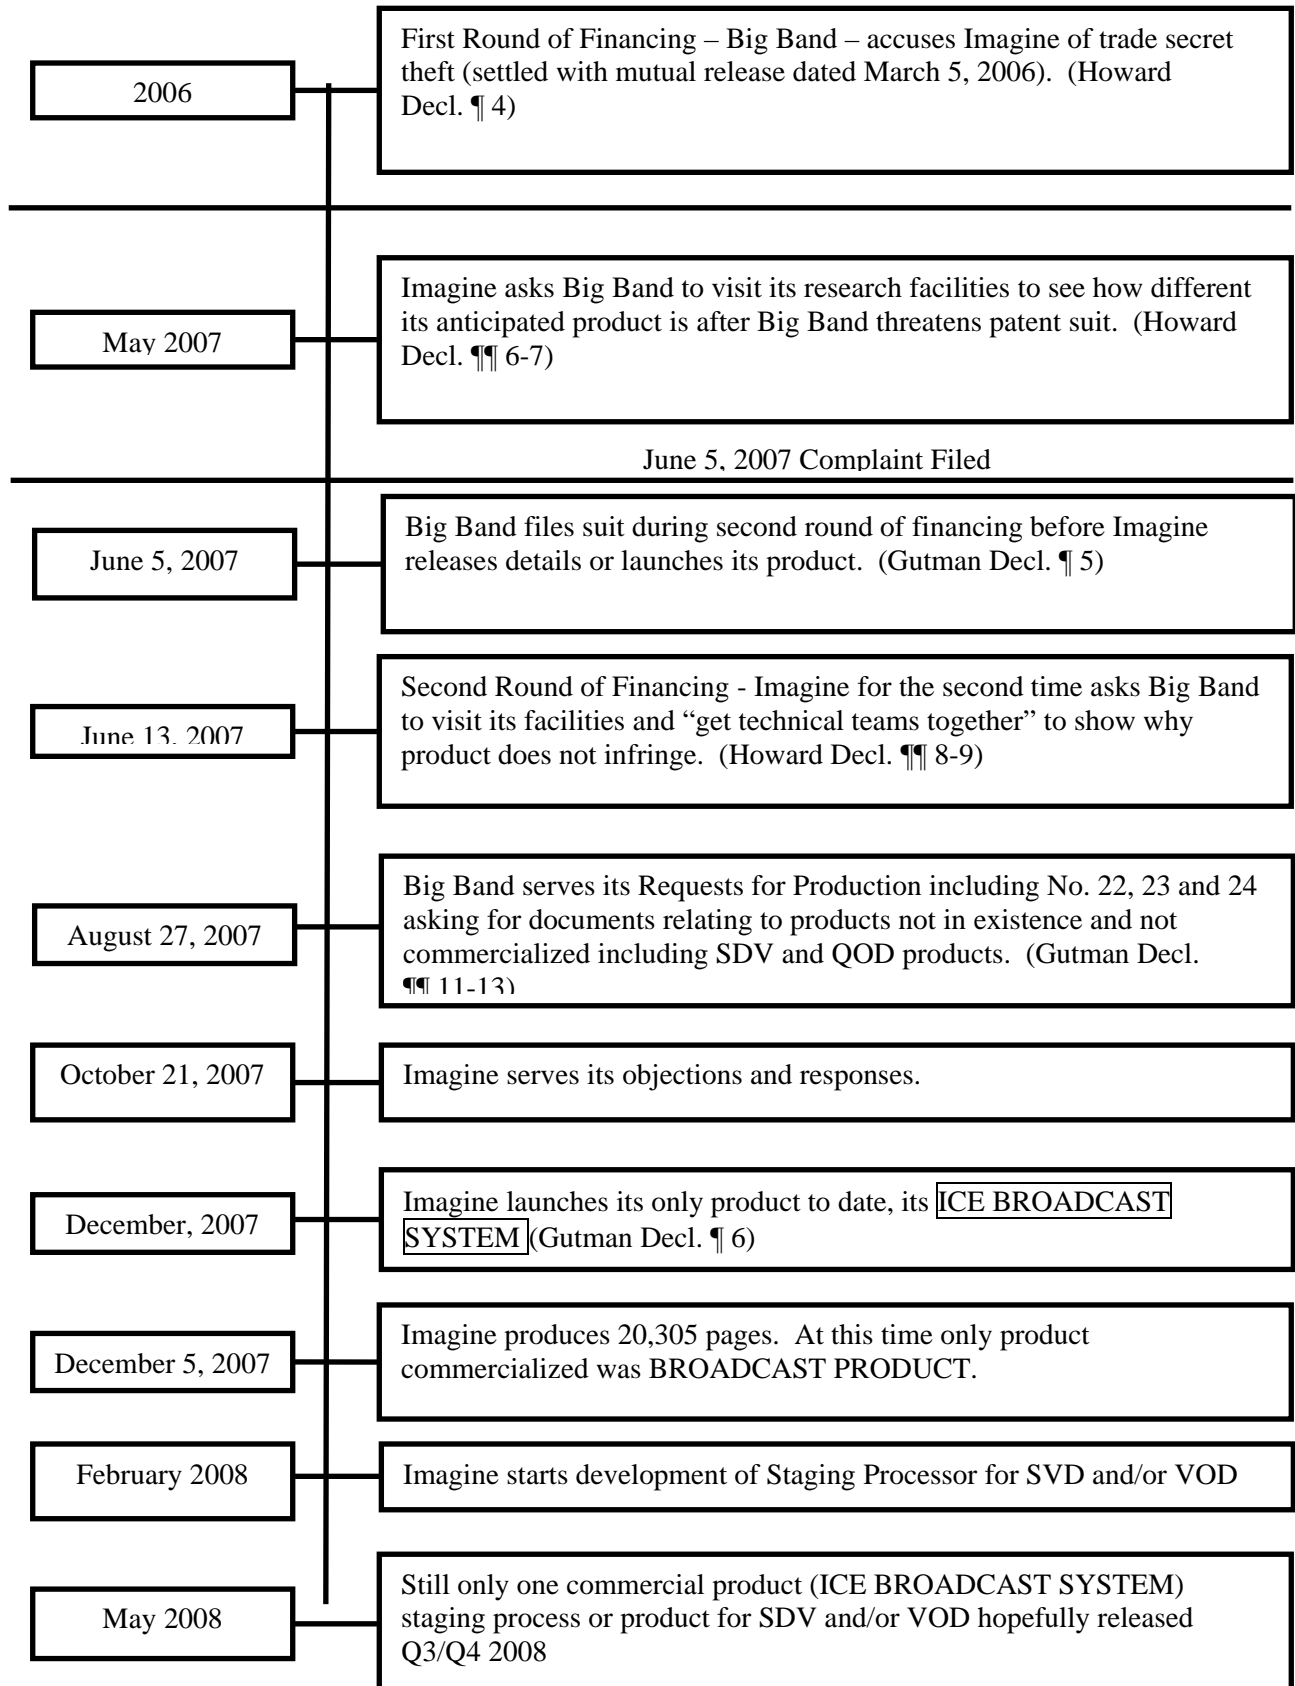 2006
First Round of Financing – Big Band – accuses Imagine of trade secret
theft (settled with mutual release dated March 5, 2006).  (Howard
Decl. ¶ 4)
May 2007
Imagine asks Big Band to visit its research facilities to see how different
its anticipated product is after Big Band threatens patent suit.  (Howard
Decl. ¶¶ 6-7)
June 5, 2007 Complaint Filed
June 5, 2007
Big Band files suit during second round of financing before Imagine
releases details or launches its product.  (Gutman Decl. ¶ 5)
June 13, 2007
Second Round of Financing - Imagine for the second time asks Big Band
to visit its facilities and “get technical teams together” to show why
product does not infringe.  (Howard Decl. ¶¶ 8-9)
August 27, 2007
Big Band serves its Requests for Production including No. 22, 23 and 24
asking for documents relating to products not in existence and not
commercialized including SDV and QOD products.  (Gutman Decl.
¶¶ 11-13)
October 21, 2007
Imagine serves its objections and responses.
December, 2007
Imagine launches its only product to date, its ICE BROADCAST
SYSTEM (Gutman Decl. ¶ 6)
December 5, 2007
Imagine produces 20,305 pages.  At this time only product
commercialized was BROADCAST PRODUCT.
February 2008
Imagine starts development of Staging Processor for SVD and/or VOD
May 2008
Still only one commercial product (ICE BROADCAST SYSTEM)
staging process or product for SDV and/or VOD hopefully released
Q3/Q4 2008